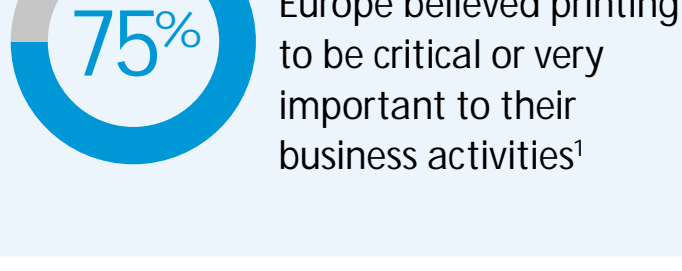 75%
Europe believed printing
to be critical or very
important to their
business activities¹